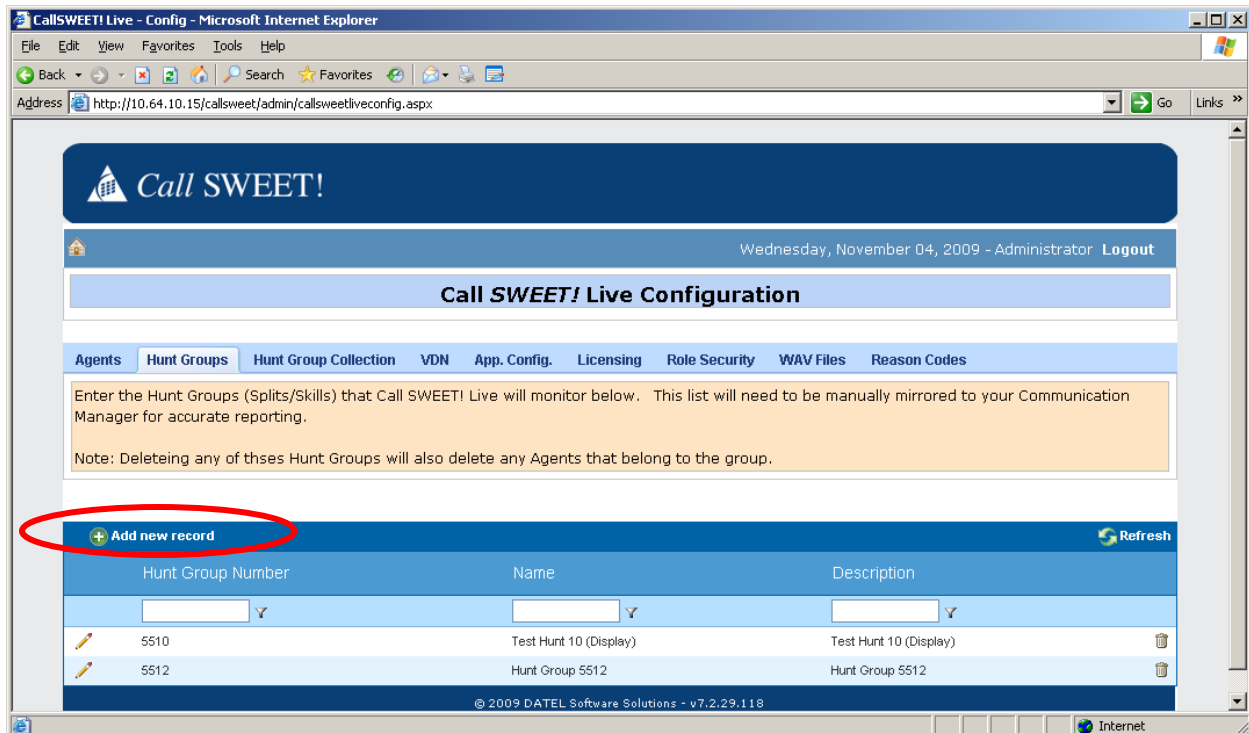 CallSWEET! Live - Config - Microsoft Internet Explorer
File Edit View Favorites Tools Help
Back Search Favorites
Address http://10.64.10.15/callsweet/admin/callsweetliveconfig.aspx Go Links »
Call SWEET!
Wednesday, November 04, 2009 - Administrator Logout
Call SWEET! Live Configuration
Agents Hunt Groups Hunt Group Collection VDN App. Config. Licensing Role Security WAV Files Reason Codes
Enter the Hunt Groups (Splits/Skills) that Call SWEET! Live will monitor below. This list will need to be manually mirrored to your Communication
Manager for accurate reporting.
Note: Deleteing any of thses Hunt Groups will also delete any Agents that belong to the group.
Add new record Refresh
Hunt Group Number Name Description
5510 Test Hunt 10 (Display) Test Hunt 10 (Display)
5512 Hunt Group 5512 Hunt Group 5512
© 2009 DATEL Software Solutions - v7.2.29.118
Internet